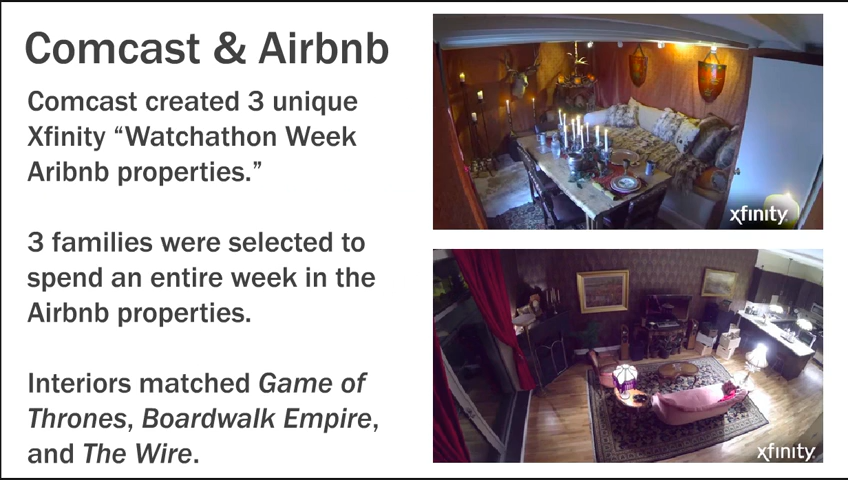 Comcast & Airbnb
Comcast created 3 unique
Xfinity “Watchathon Week
Aribnb properties.”
3 families were selected to
spend an entire week in the
Airbnb properties.
Interiors matched Game of
Thrones, Boardwalk Empire,
and The Wire.
xfinity
xfinity